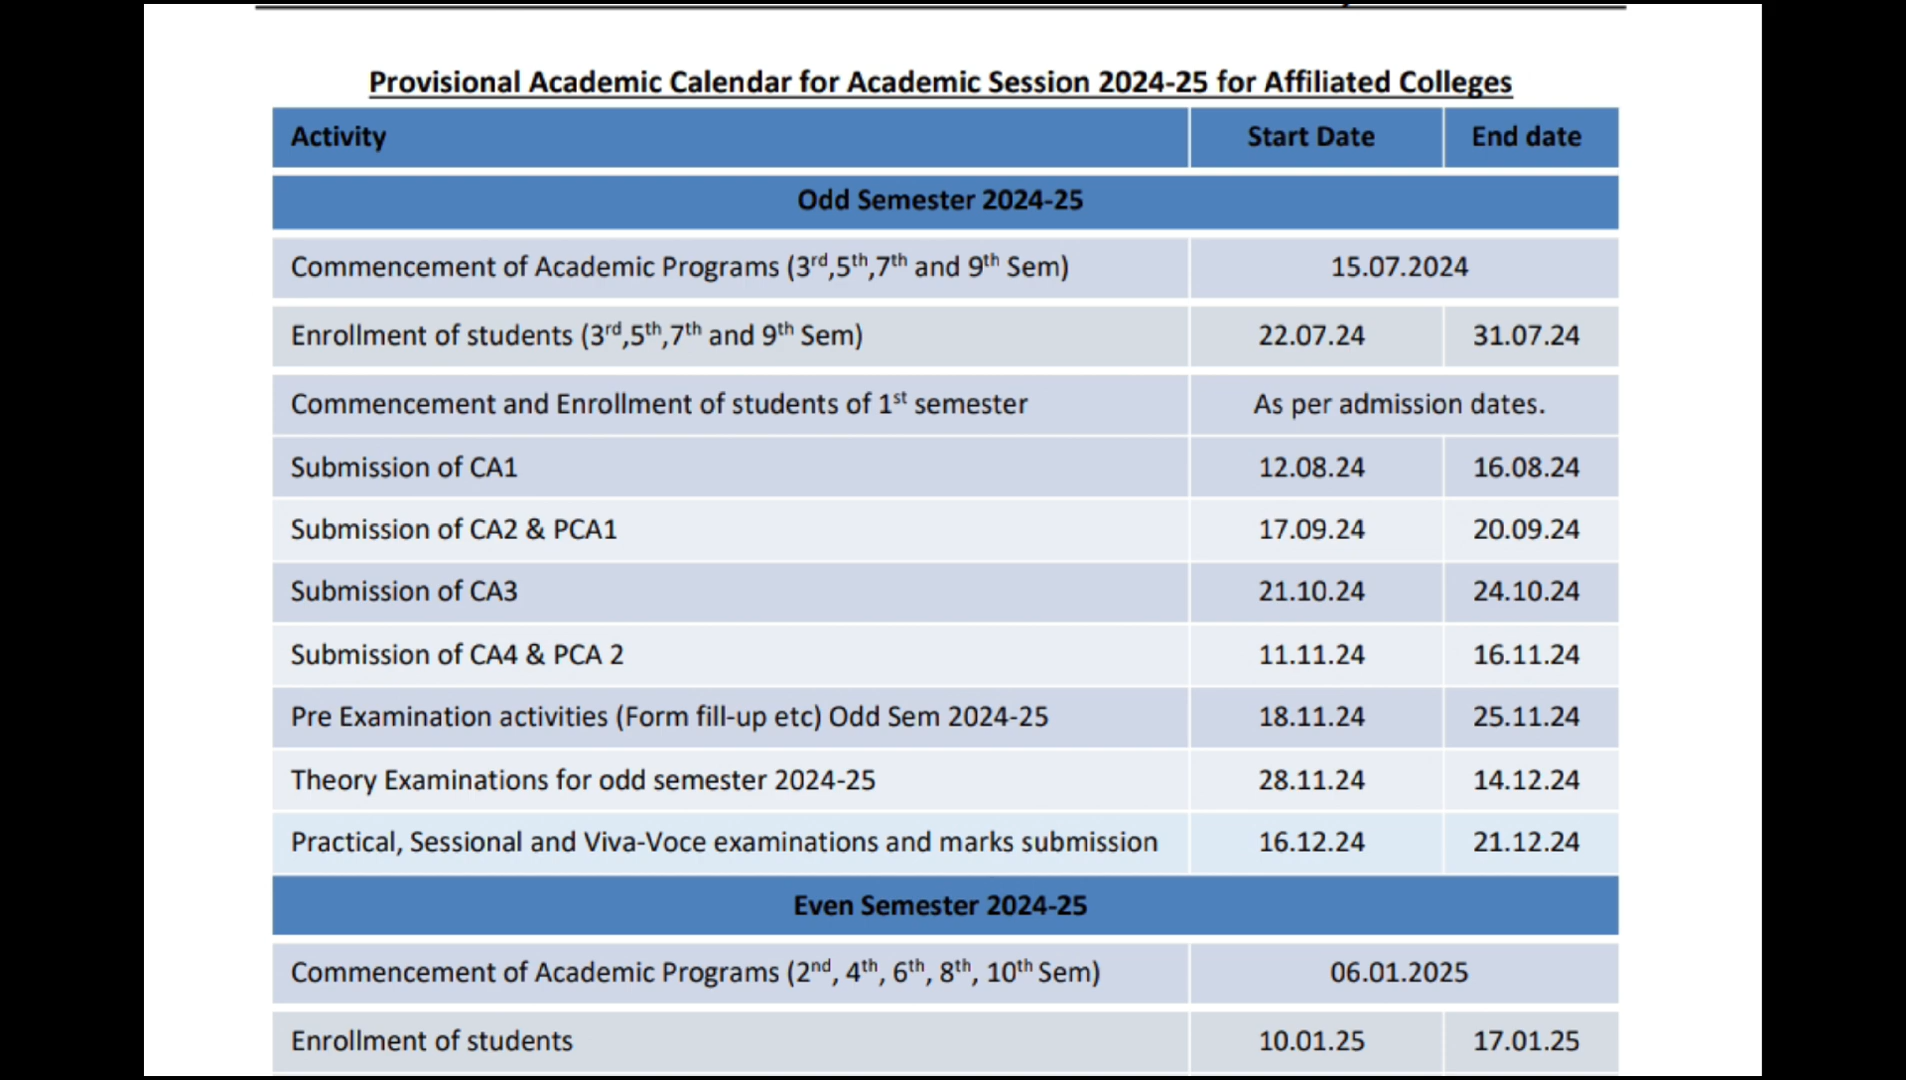 Provisional Academic Calendar for Academic Session 2024-25 for Affiliated Colleges
Activity Start Date End date
Odd Semester 2024-25
Commencement of Academic Programs (3rd,5th,7th and 9th Sem) 15.07.2024
Enrollment of students (3rd,5th,7th and 9th Sem) 22.07.24 31.07.24
Commencement and Enrollment of students of 1st semester As per admission dates.
Submission of CA1 12.08.24 16.08.24
Submission of CA2 & PCA1 17.09.24 20.09.24
Submission of CA3 21.10.24 24.10.24
Submission of CA4 & PCA 2 11.11.24 16.11.24
Pre Examination activities (Form fill-up etc) Odd Sem 2024-25 18.11.24 25.11.24
Theory Examinations for odd semester 2024-25 28.11.24 14.12.24
Practical, Sessional and Viva-Voce examinations and marks submission 16.12.24 21.12.24
Even Semester 2024-25
Commencement of Academic Programs (2nd, 4th, 6th, 8th, 10th Sem) 06.01.2025
Enrollment of students 10.01.25 17.01.25